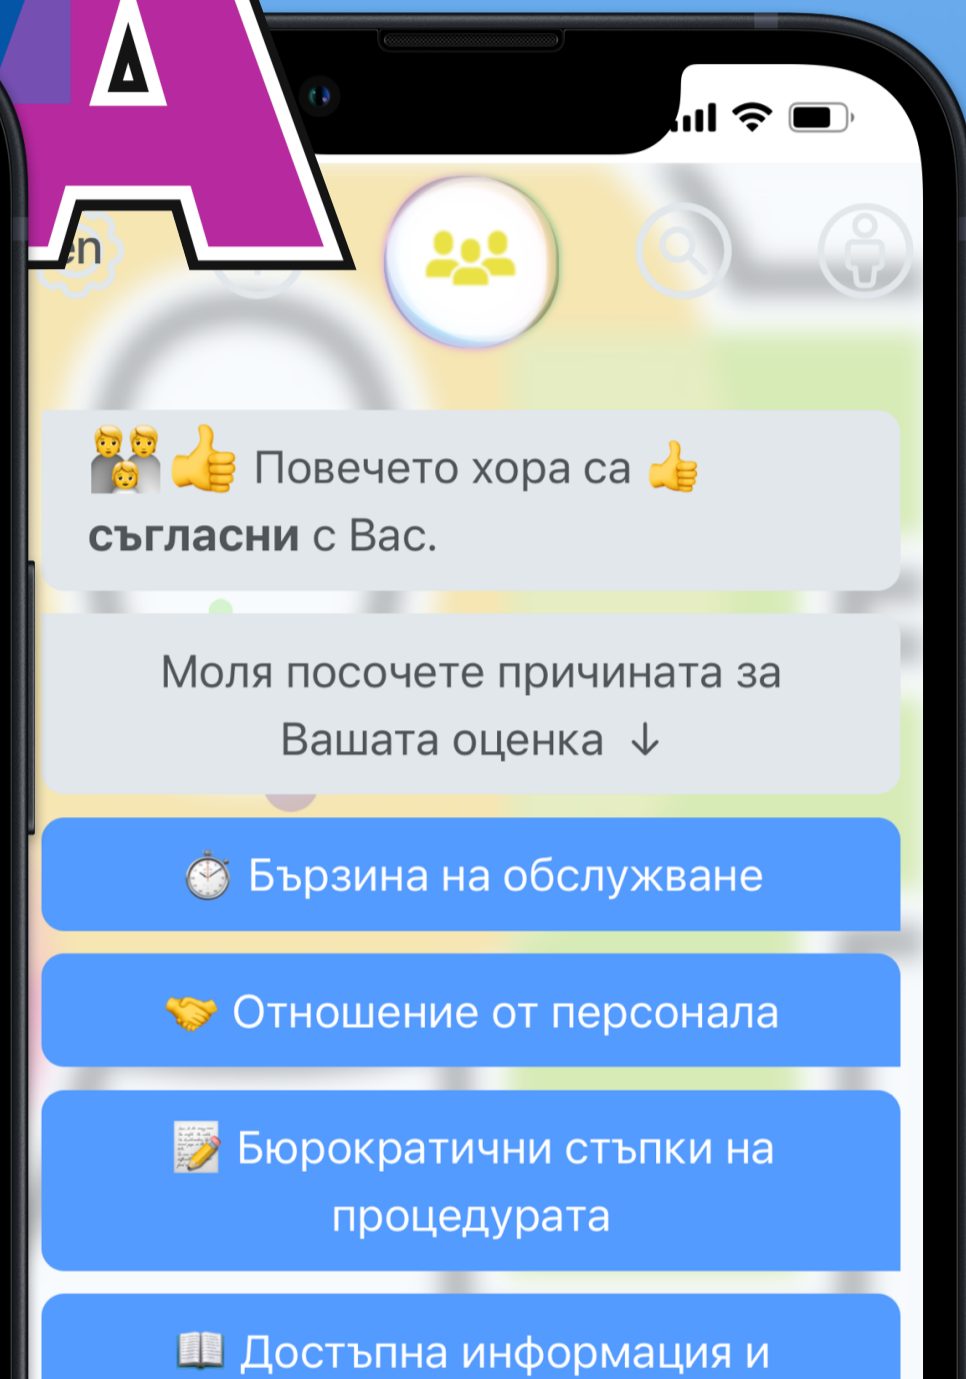 A
en
Повечето хора са
съгласни с Вас.
Моля посочете причината за
Вашата оценка ↓
Бързина на обслужване
Отношение от персонала
Бюрократични стъпки на
процедурата
Достъпна информация и